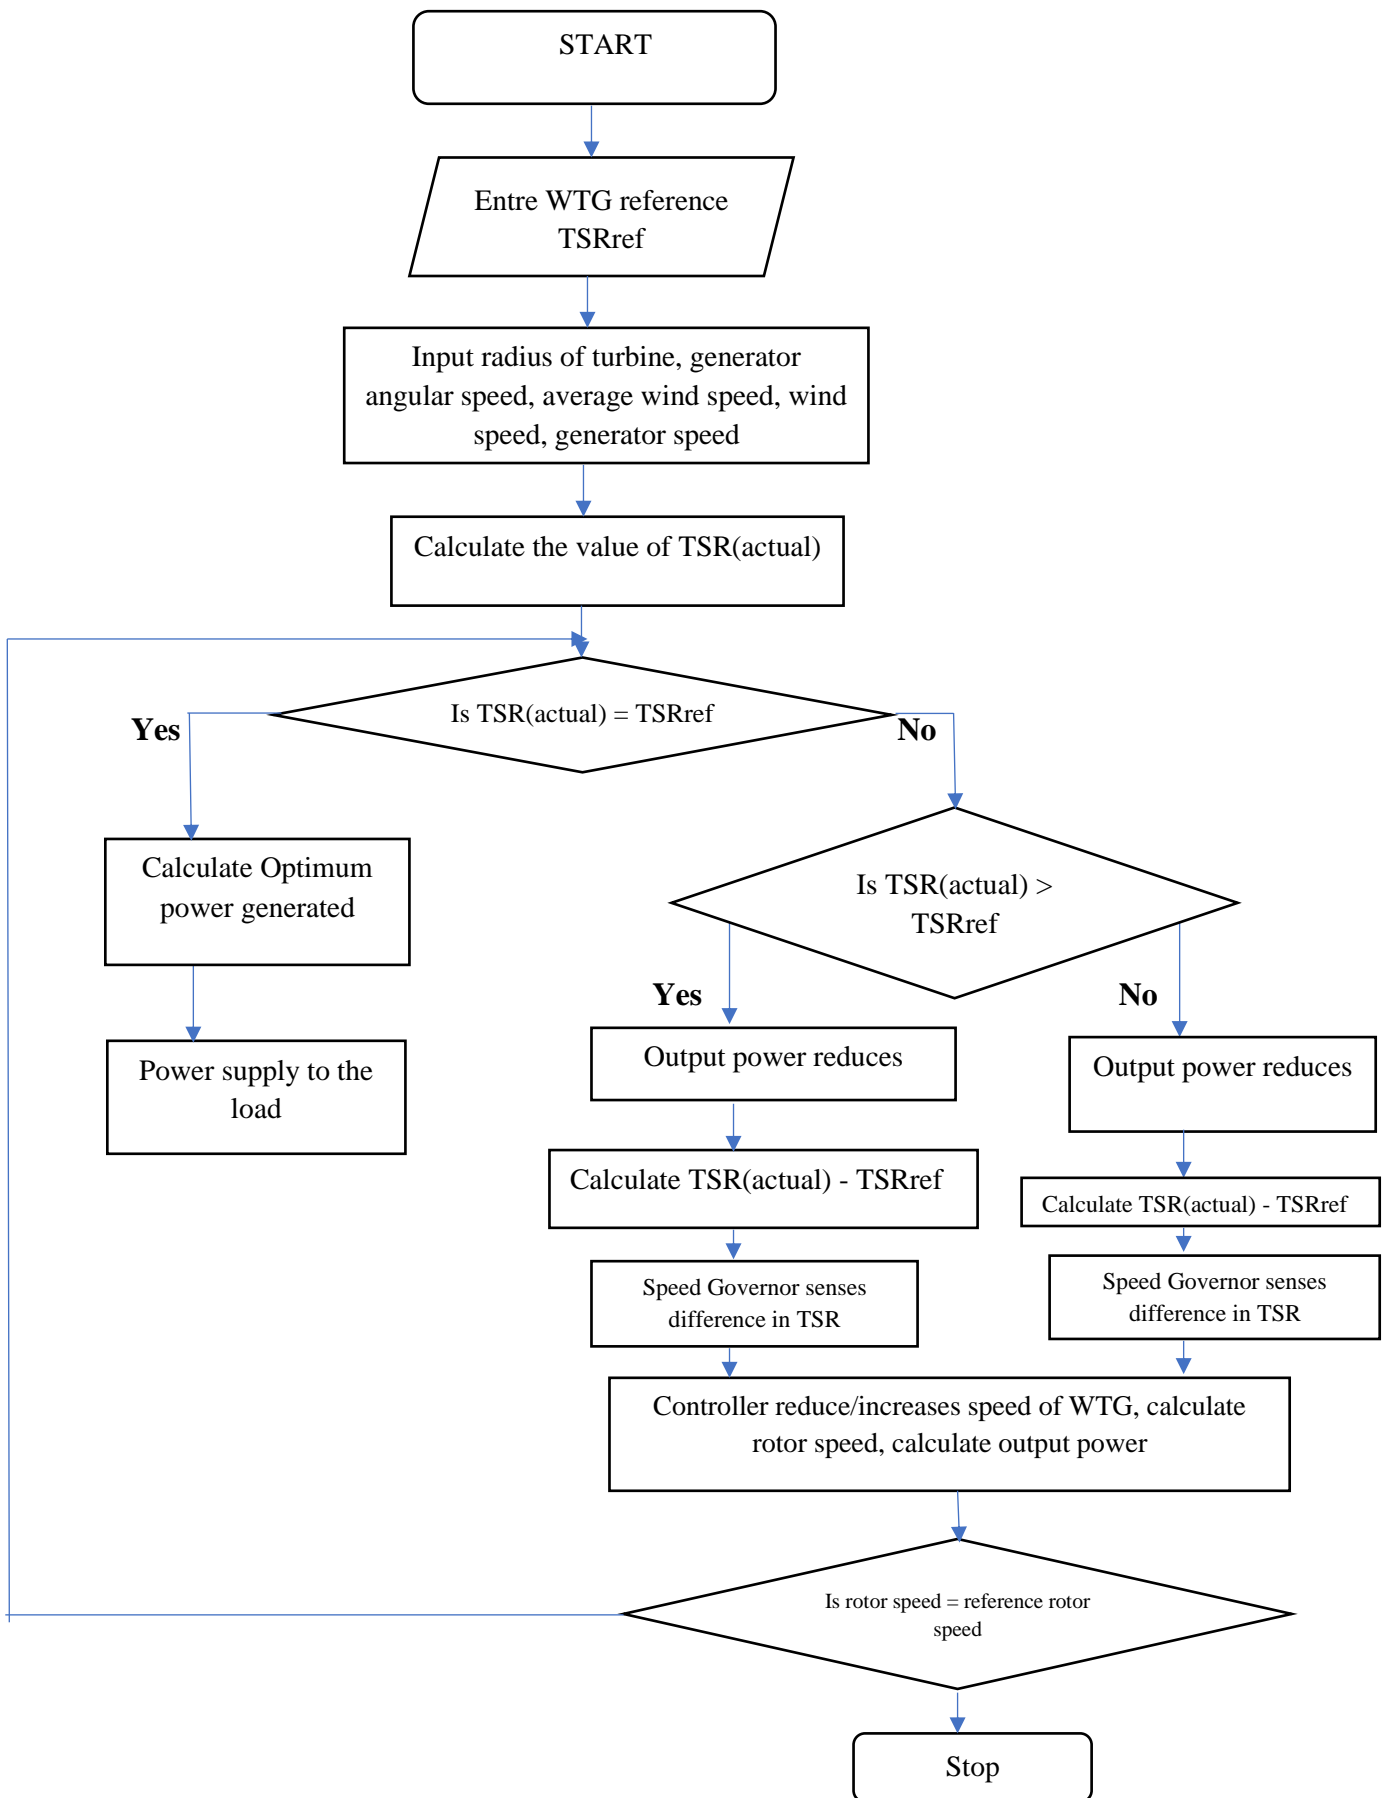 START
Entre WTG reference
TSRref
Input radius of turbine, generator
angular speed, average wind speed, wind
speed, generator speed
Calculate the value of TSR(actual)
Is TSR(actual) = TSRref
Yes
No
Calculate Optimum
power generated
Is TSR(actual) >
TSRref
Yes
No
Power supply to the
load
Output power reduces
Output power reduces
Calculate TSR(actual) - TSRref
Calculate TSR(actual) - TSRref
Speed Governor senses
difference in TSR
Speed Governor senses
difference in TSR
Controller reduce/increases speed of WTG, calculate
rotor speed, calculate output power
Is rotor speed = reference rotor
speed
Stop